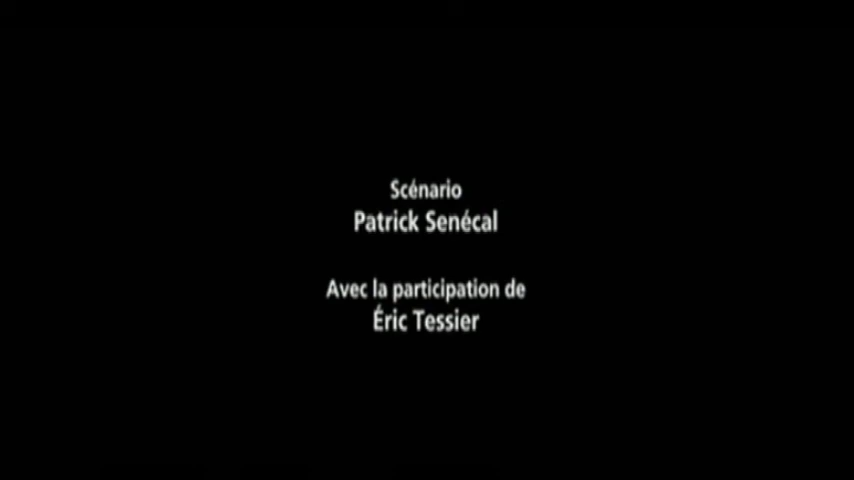 Scénario
Patrick Senécal
Avec la participation de
Éric Tessier